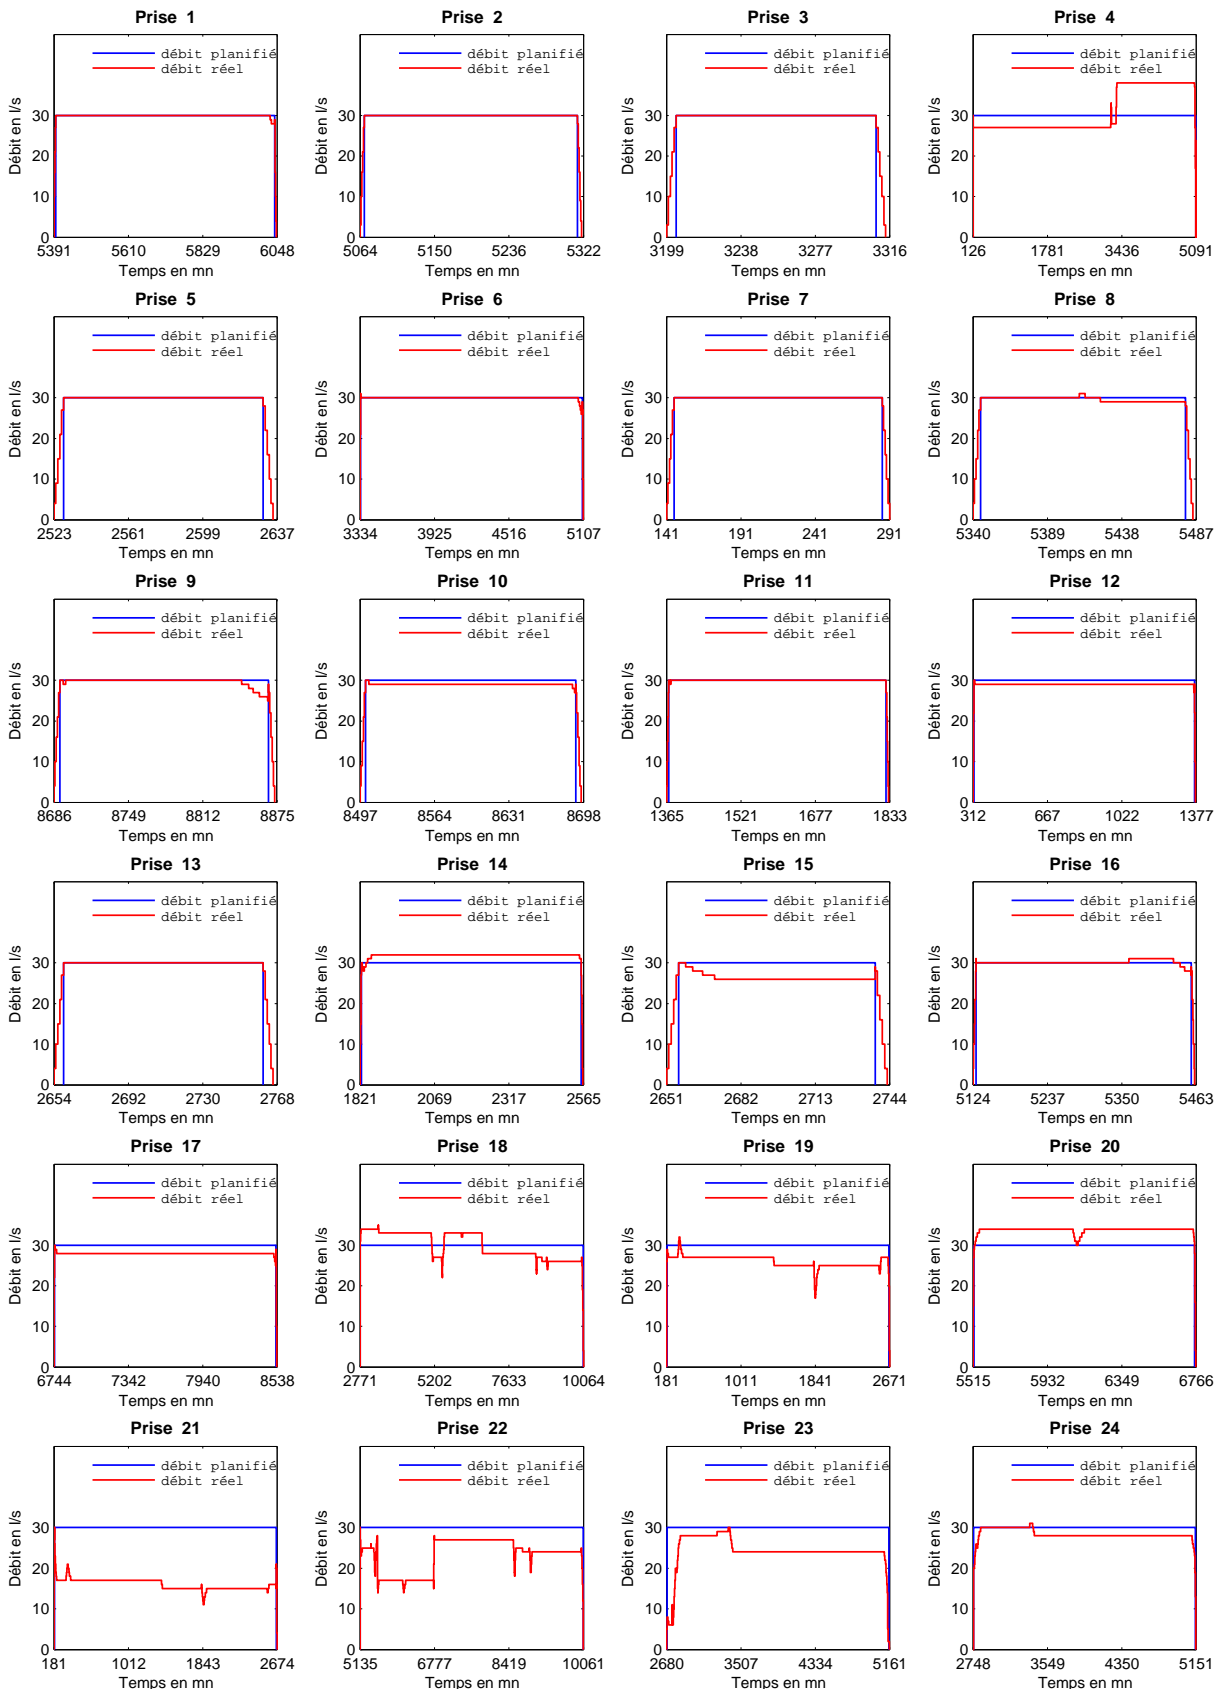 Prise 1
débit planifié
débit réel
Débit en l/s
30
20
10
0
5391 5610 5829 6048
Temps en mn
Prise 2
débit planifié
débit réel
Débit en l/s
30
20
10
0
5064 5150 5236 5322
Temps en mn
Prise 3
débit planifié
débit réel
Débit en l/s
30
20
10
0
3199 3238 3277 3316
Temps en mn
Prise 4
débit planifié
débit réel
Débit en l/s
30
20
10
0
126 1781 3436 5091
Temps en mn
Prise 5
débit planifié
débit réel
Débit en l/s
30
20
10
0
2523 2561 2599 2637
Temps en mn
Prise 6
débit planifié
débit réel
Débit en l/s
30
20
10
0
3334 3925 4516 5107
Temps en mn
Prise 7
débit planifié
débit réel
Débit en l/s
30
20
10
0
141 191 241 291
Temps en mn
Prise 8
débit planifié
débit réel
Débit en l/s
30
20
10
0
5340 5389 5438 5487
Temps en mn
Prise 9
débit planifié
débit réel
Débit en l/s
30
20
10
0
8686 8749 8812 8875
Temps en mn
Prise 10
débit planifié
débit réel
Débit en l/s
30
20
10
0
8497 8564 8631 8698
Temps en mn
Prise 11
débit planifié
débit réel
Débit en l/s
30
20
10
0
1365 1521 1677 1833
Temps en mn
Prise 12
débit planifié
débit réel
Débit en l/s
30
20
10
0
312 667 1022 1377
Temps en mn
Prise 13
débit planifié
débit réel
Débit en l/s
30
20
10
0
2654 2692 2730 2768
Temps en mn
Prise 14
débit planifié
débit réel
Débit en l/s
30
20
10
0
1821 2069 2317 2565
Temps en mn
Prise 15
débit planifié
débit réel
Débit en l/s
30
20
10
0
2651 2682 2713 2744
Temps en mn
Prise 16
débit planifié
débit réel
Débit en l/s
30
20
10
0
5124 5237 5350 5463
Temps en mn
Prise 17
débit planifié
débit réel
Débit en l/s
30
20
10
0
6744 7342 7940 8538
Temps en mn
Prise 18
débit planifié
débit réel
Débit en l/s
30
20
10
0
2771 5202 7633 10064
Temps en mn
Prise 19
débit planifié
débit réel
Débit en l/s
30
20
10
0
181 1011 1841 2671
Temps en mn
Prise 20
débit planifié
débit réel
Débit en l/s
30
20
10
0
5515 5932 6349 6766
Temps en mn
Prise 21
débit planifié
débit réel
Débit en l/s
30
20
10
0
181 1012 1843 2674
Temps en mn
Prise 22
débit planifié
débit réel
Débit en l/s
30
20
10
0
5135 6777 8419 10061
Temps en mn
Prise 23
débit planifié
débit réel
Débit en l/s
30
20
10
0
2680 3507 4334 5161
Temps en mn
Prise 24
débit planifié
débit réel
Débit en l/s
30
20
10
0
2748 3549 4350 5151
Temps en mn